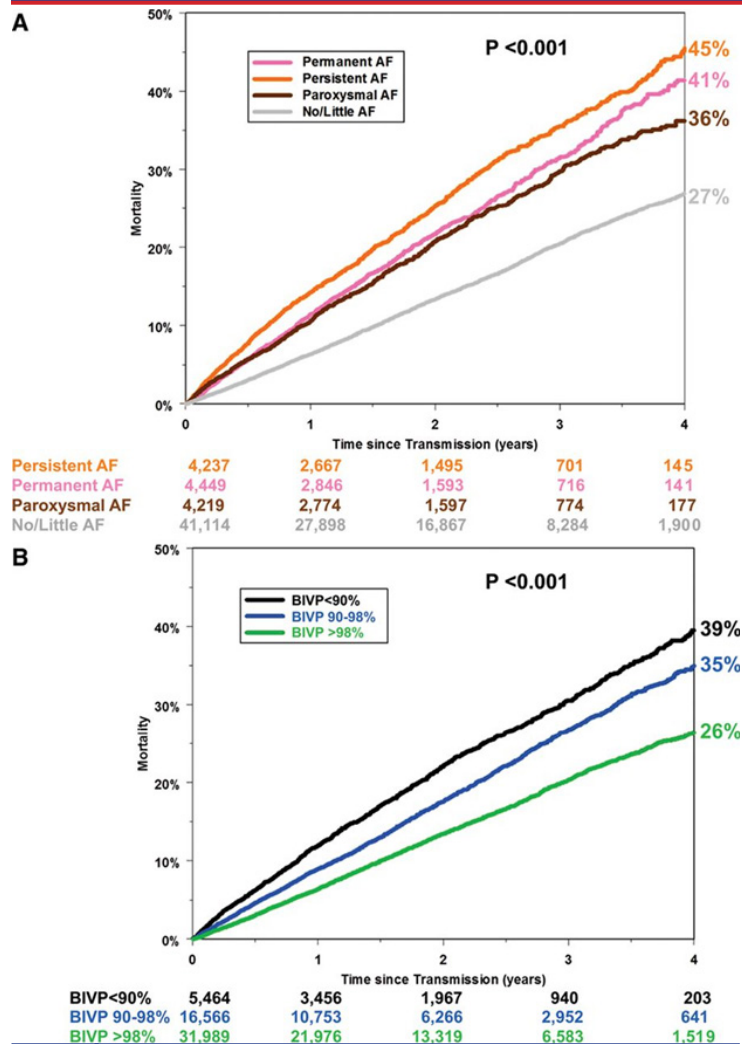 A
50%
P <0.001
45%
Permanent AF
Persistent AF
Paroxysmal AF
No/Little AF
40%
41%
36%
30%
27%
Mortality
20%
10%
0%
0 1 2 3 4
Time since Transmission (years)
Persistent AF 4,237 2,667 1,495 701 145
Permanent AF 4,449 2,846 1,593 716 141
Paroxysmal AF 4,219 2,774 1,597 774 177
No/Little AF 41,114 27,898 16,867 8,284 1,900
B
50%
P <0.001
BIVP<90%
BIVP 90-98%
BIVP >98%
40%
39%
35%
30%
26%
Mortality
20%
10%
0%
0 1 2 3 4
Time since Transmission (years)
BIVP<90% 5,464 3,456 1,967 940 203
BIVP 90-98% 16,566 10,753 6,266 2,952 641
BIVP >98% 31,989 21,976 13,319 6,583 1,519